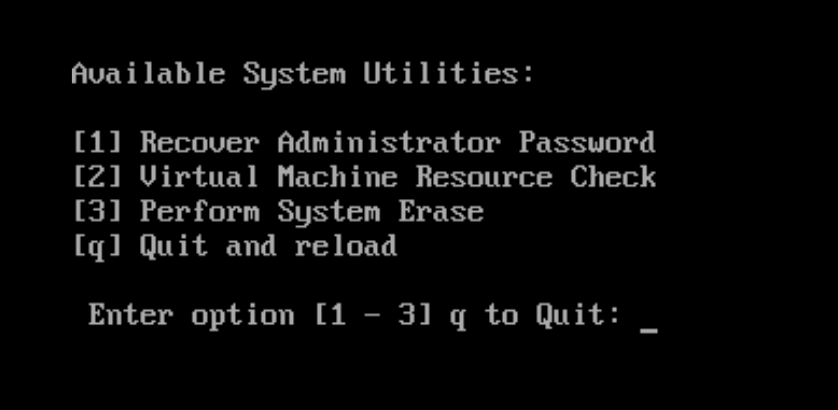 Available System Utilities:
[1] Recover Administrator Password
[2] Virtual Machine Resource Check
[3] Perform System Erase
[q] Quit and reload
Enter option [1 - 3] q to Quit: _